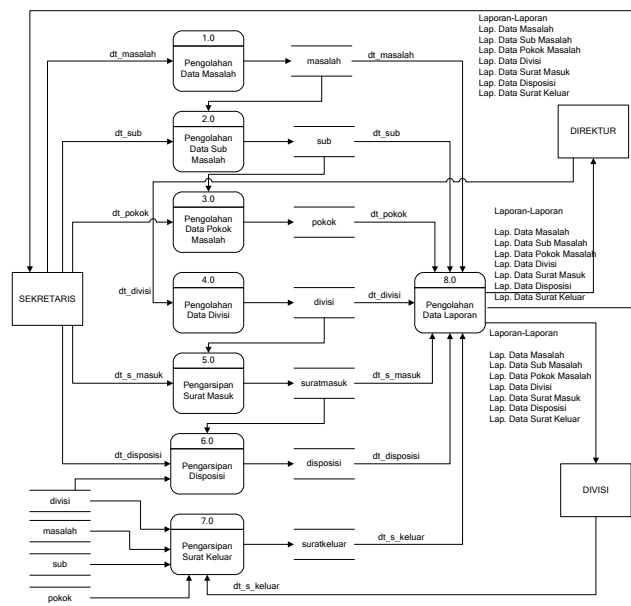 Laporan-Laporan
Lap. Data Masalah
Lap. Data Sub Masalah
Lap. Data Pokok Masalah
Lap. Data Divisi
Lap. Data Surat Masuk
Lap. Data Disposisi
Lap. Data Surat Keluar
dt_masalah
1.0
Pengolahan
Data Masalah
masalah
dt_masalah
DIREKTUR
dt_sub
2.0
Pengolahan
Data Sub
Masalah
sub
dt_sub
dt_pokok
3.0
Pengolahan
Data Pokok
Masalah
pokok
dt_pokok
Laporan-Laporan
Lap. Data Masalah
Lap. Data Sub Masalah
Lap. Data Pokok Masalah
Lap. Data Divisi
Lap. Data Surat Masuk
Lap. Data Disposisi
Lap. Data Surat Keluar
SEKRETARIS
dt_divisi
4.0
Pengolahan
Data Divisi
divisi
dt_divisi
8.0
Pengolahan
Data Laporan
Laporan-Laporan
Lap. Data Masalah
Lap. Data Sub Masalah
Lap. Data Pokok Masalah
Lap. Data Divisi
Lap. Data Surat Masuk
Lap. Data Disposisi
Lap. Data Surat Keluar
dt_s_masuk
5.0
Pengarsipan
Surat Masuk
suratmasuk
dt_s_masuk
dt_disposisi
6.0
Pengarsipan
Disposisi
disposisi
dt_disposisi
DIVISI
divisi
masalah
sub
pokok
7.0
Pengarsipan
Surat Keluar
suratkeluar
dt_s_keluar
dt_s_keluar